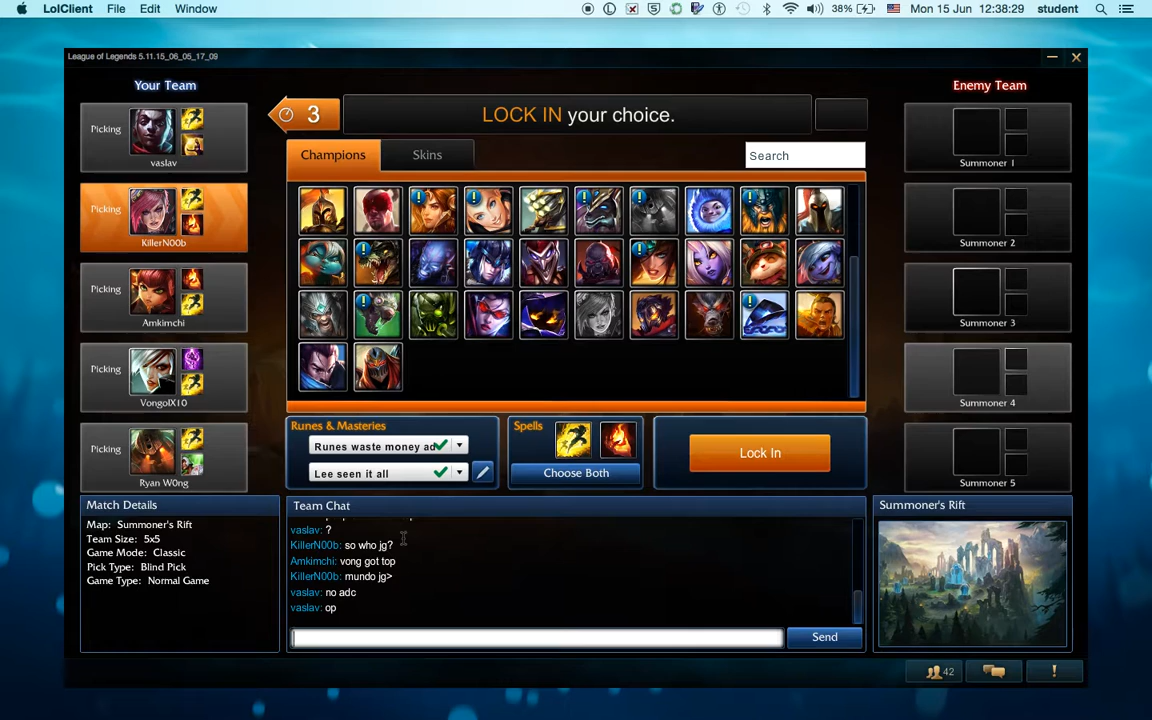 LolClient File Edit Window 38% Mon 15 Jun 12:38:29 student
League of Legends 5.11.15_06_05_17_09
Your Team
Enemy Team
3
LOCK IN your choice.
Champions
Skins
Search
Picking
vaslav
Picking
KillerN00b
Picking
Amkimchi
Picking
VongolX10
Picking
Ryan W0ng
Summoner 1
Summoner 2
Summoner 3
Summoner 4
Summoner 5
Runes & Masteries
Runes waste money ad
Lee seen it all
Spells
Choose Both
Lock In
Match Details
Map: Summoner's Rift
Team Size: 5x5
Game Mode: Classic
Pick Type: Blind Pick
Game Type: Normal Game
Team Chat
vaslav: ?
KillerN00b: so who jg?
Amkimchi: vong got top
KillerN00b: mundo jg>
vaslav: no adc
vaslav: op
Send
Summoner's Rift
42